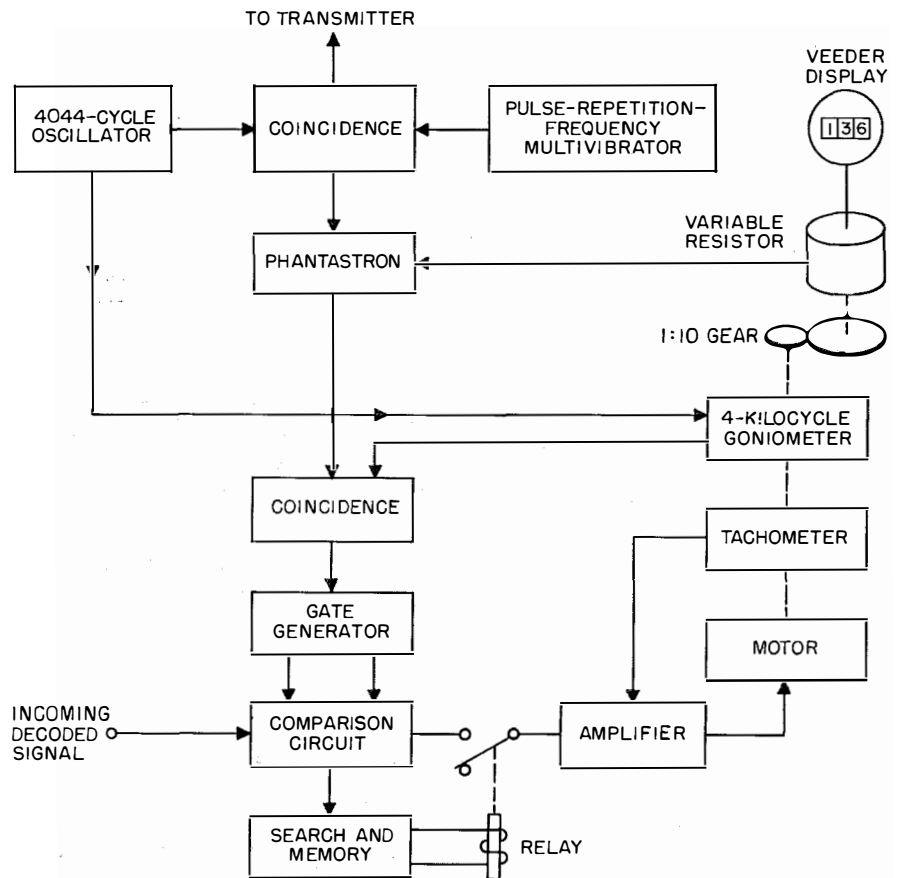 TO TRANSMITTER
VEEDER
DISPLAY
136
4044-CYCLE
OSCILLATOR
COINCIDENCE
PULSE-REPETITION-
FREQUENCY
MULTIVIBRATOR
VARIABLE
RESISTOR
PHANTASTRON
1:10 GEAR
4-KILOCYCLE
GONIOMETER
COINCIDENCE
TACHOMETER
GATE
GENERATOR
MOTOR
INCOMING
DECODED
SIGNAL
COMPARISON
CIRCUIT
AMPLIFIER
SEARCH AND
MEMORY
RELAY